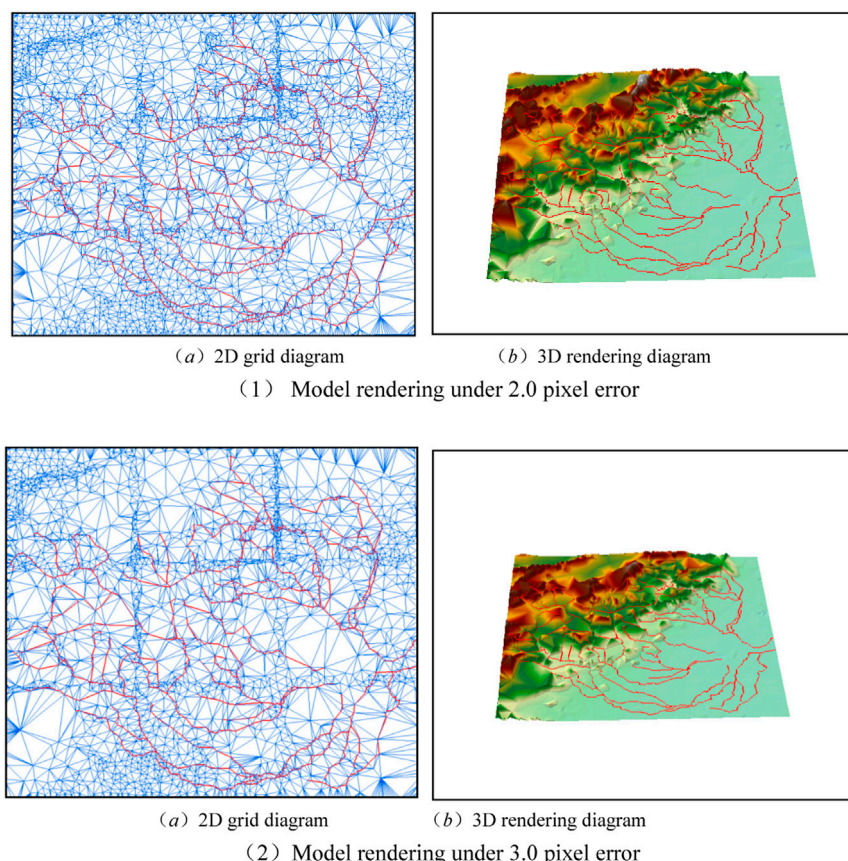 (a) 2D grid diagram
(b) 3D rendering diagram
(1) Model rendering under 2.0 pixel error
(a) 2D grid diagram
(b) 3D rendering diagram
(2) Model rendering under 3.0 pixel error